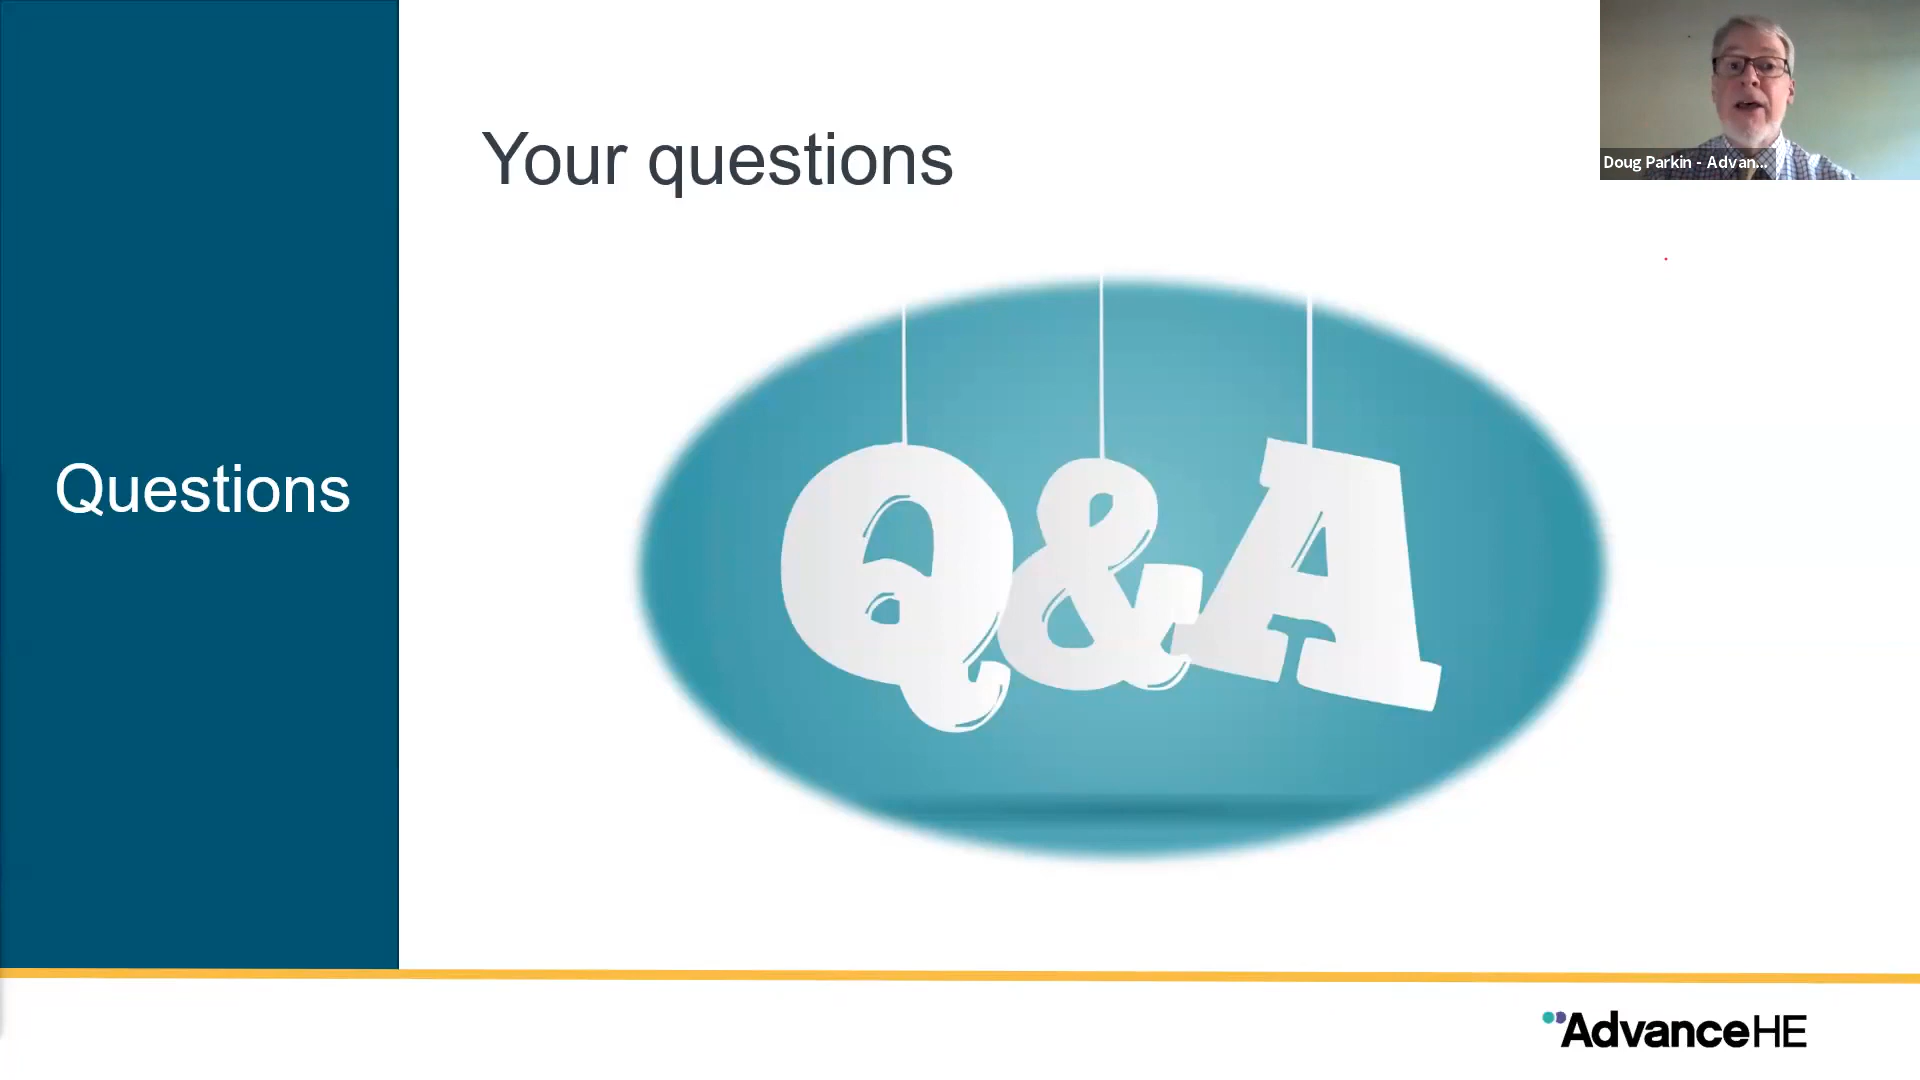 Your questions
Doug Parkin - Advan...
Questions
Q&A
AdvanceHE